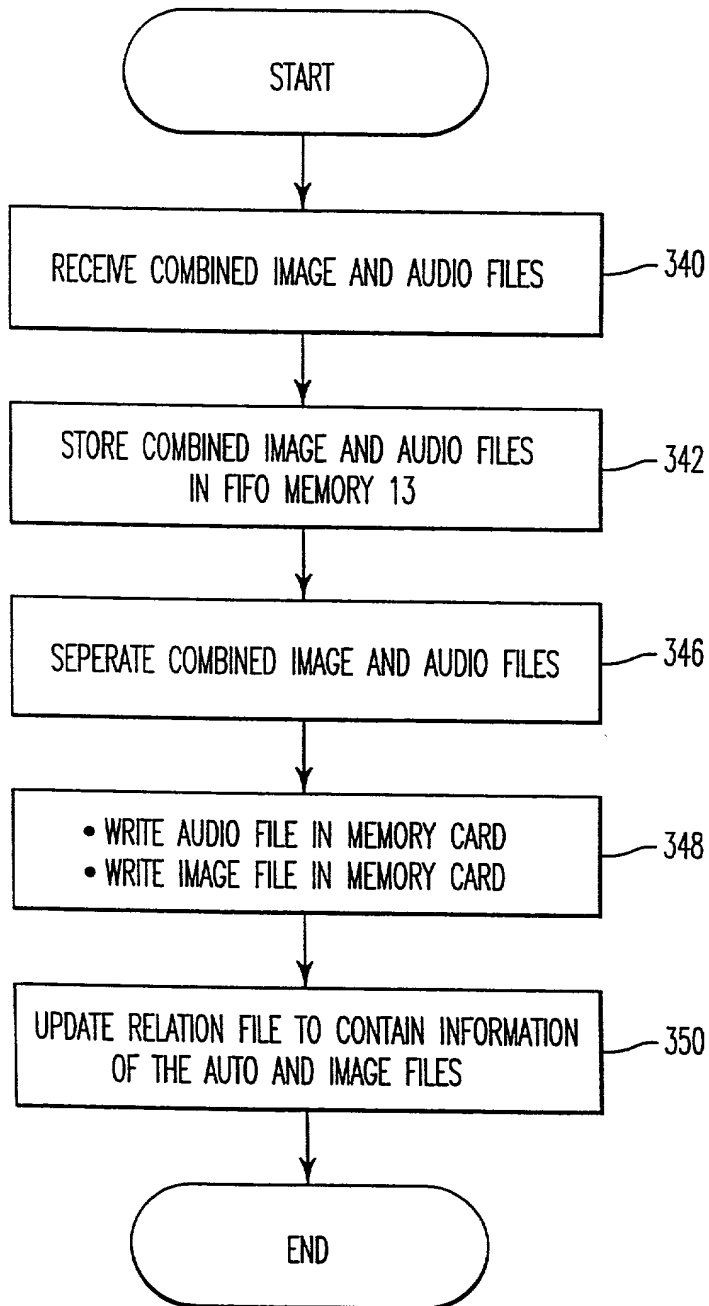 START
RECEIVE COMBINED IMAGE AND AUDIO FILES
340
STORE COMBINED IMAGE AND AUDIO FILES
IN FIFO MEMORY 13
342
SEPERATE COMBINED IMAGE AND AUDIO FILES
346
• WRITE AUDIO FILE IN MEMORY CARD
• WRITE IMAGE FILE IN MEMORY CARD
348
UPDATE RELATION FILE TO CONTAIN INFORMATION
OF THE AUTO AND IMAGE FILES
350
END